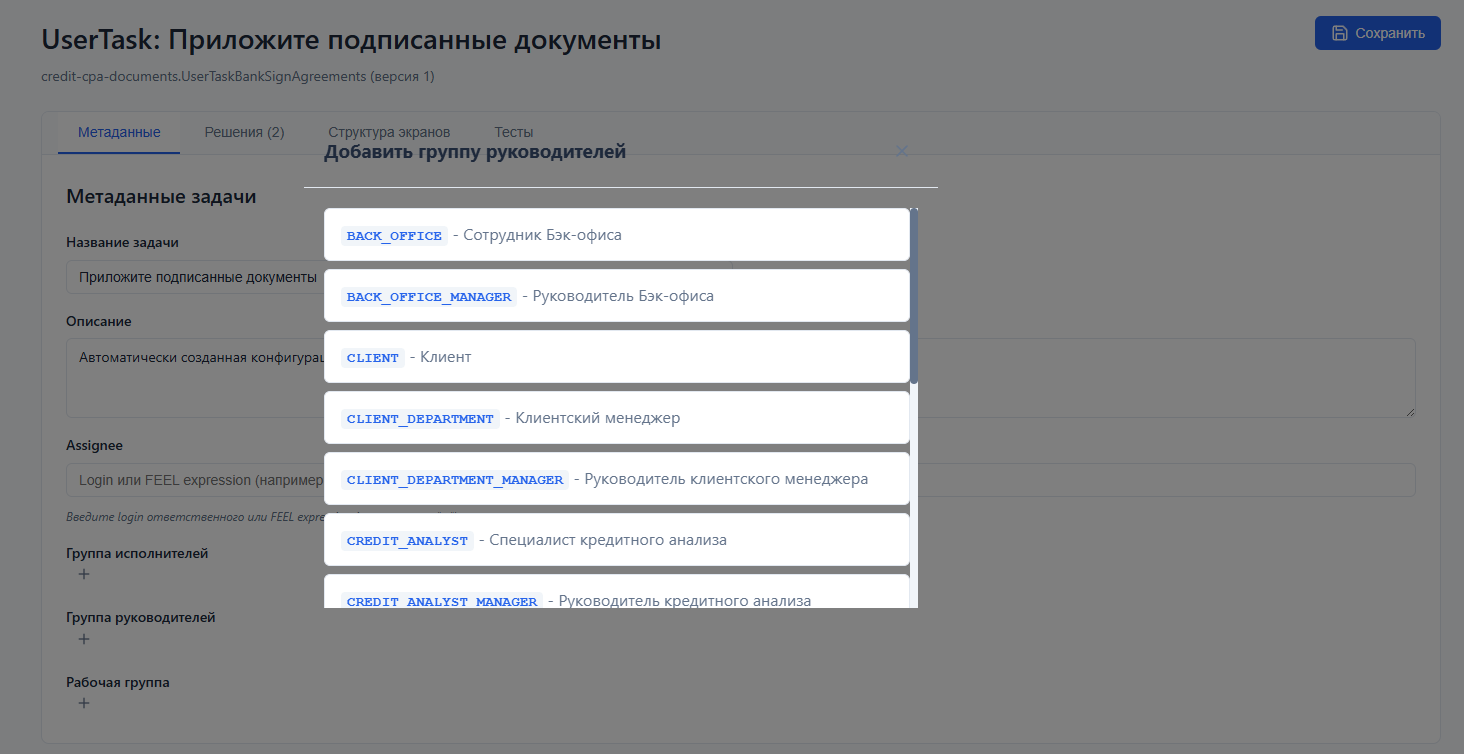 UserTask: Приложите подписанные документы
Сохранить
credit-cpa-documents.UserTaskBankSignAgreements (версия 1)
Метаданные
Решения (2)
Структура экранов
Тесты
Добавить группу руководителей
Метаданные задачи
BACK_OFFICE - Сотрудник Бэк-офиса
BACK_OFFICE_MANAGER - Руководитель Бэк-офиса
CLIENT - Клиент
CLIENT_DEPARTMENT - Клиентский менеджер
CLIENT_DEPARTMENT_MANAGER - Руководитель клиентского менеджера
CREDIT_ANALYST - Специалист кредитного анализа
CREDIT_ANALYST_MANAGER - Руководитель кредитного анализа
Название задачи
Приложите подписанные документы
Описание
Автоматически созданная
Assignee
Login или FEEL expression (например
Введите login ответственного или FEEL
Группа исполнителей
Группа руководителей
Рабочая группа